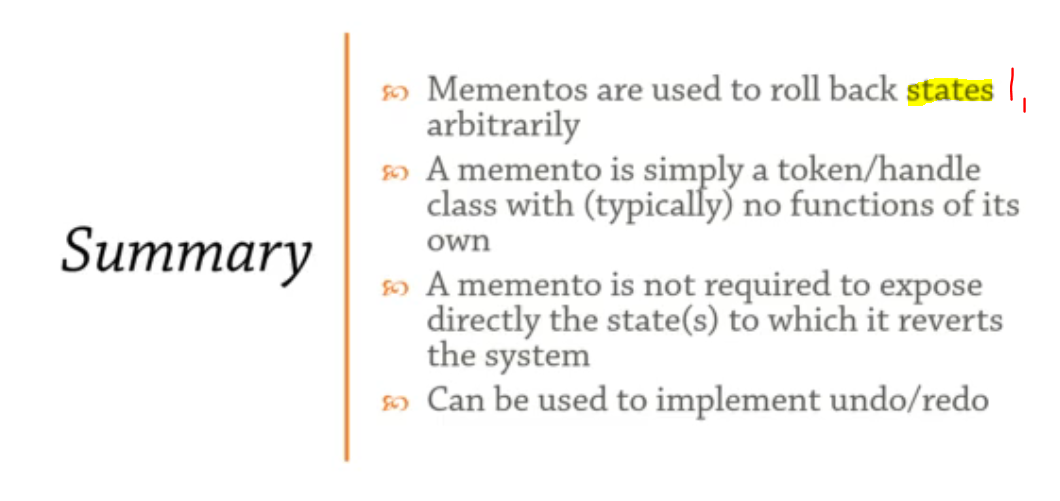 Summary
Mementos are used to roll back states
arbitrarily
A memento is simply a token/handle
class with (typically) no functions of its
own
A memento is not required to expose
directly the state(s) to which it reverts
the system
Can be used to implement undo/redo